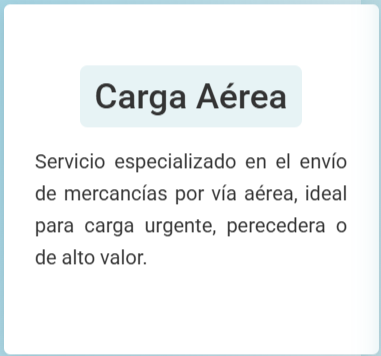 Carga Aérea
Servicio especializado en el envío
de mercancías por vía aérea, ideal
para carga urgente, perecedera o
de alto valor.